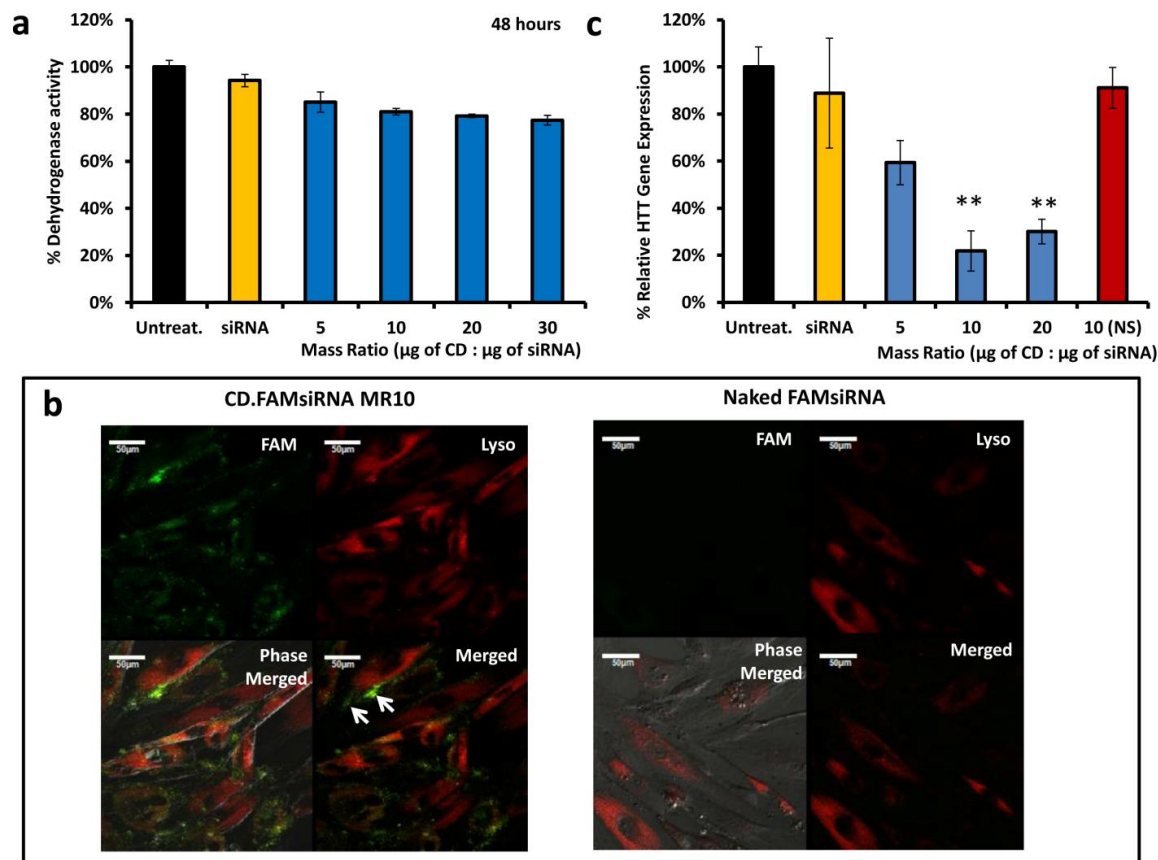 a
48 hours
120%
100%
80%
60%
40%
20%
0%
% Dehydrogenase activity
Untreat.
siRNA
5
10
20
30
Mass Ratio (µg of CD : µg of siRNA)
c
120%
100%
80%
60%
40%
20%
0%
% Relative HTT Gene Expression
**
**
Untreat.
siRNA
5
10
20
10 (NS)
Mass Ratio (µg of CD : µg of siRNA)
b
CD.FAMsiRNA MR10
50µm
FAM
50µm
Lyso
50µm
Phase
Merged
50µm
Merged
Naked FAMsiRNA
50µm
FAM
50µm
Lyso
50µm
Phase
Merged
50µm
Merged